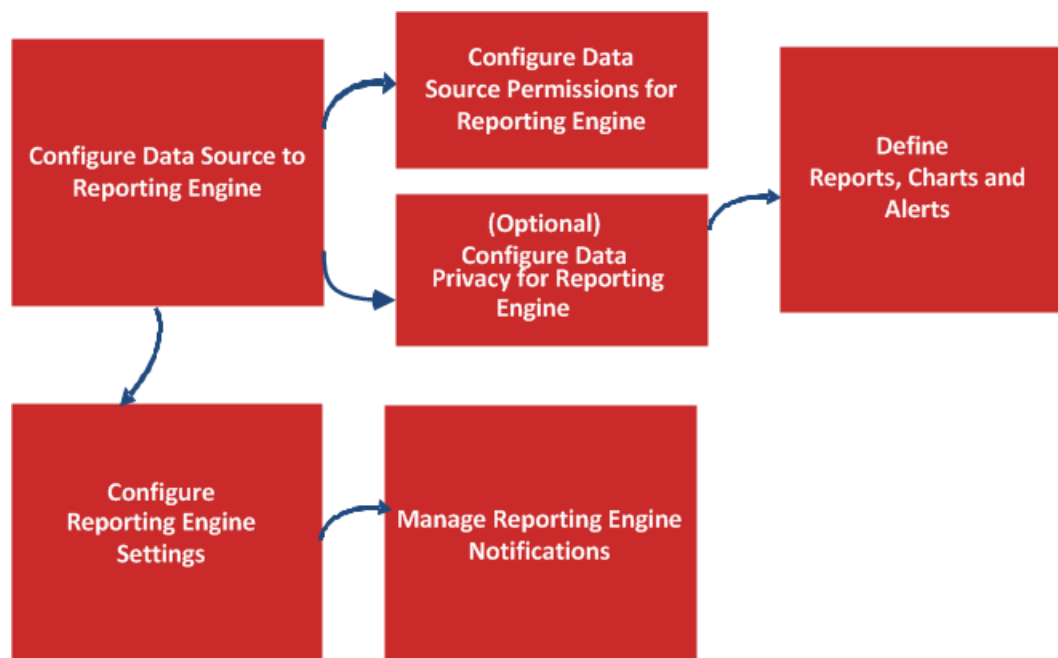 Configure Data Source to
Reporting Engine
Configure Data
Source Permissions for
Reporting Engine
(Optional)
Configure Data
Privacy for Reporting
Engine
Define
Reports, Charts and
Alerts
Configure
Reporting Engine
Settings
Manage Reporting Engine
Notifications